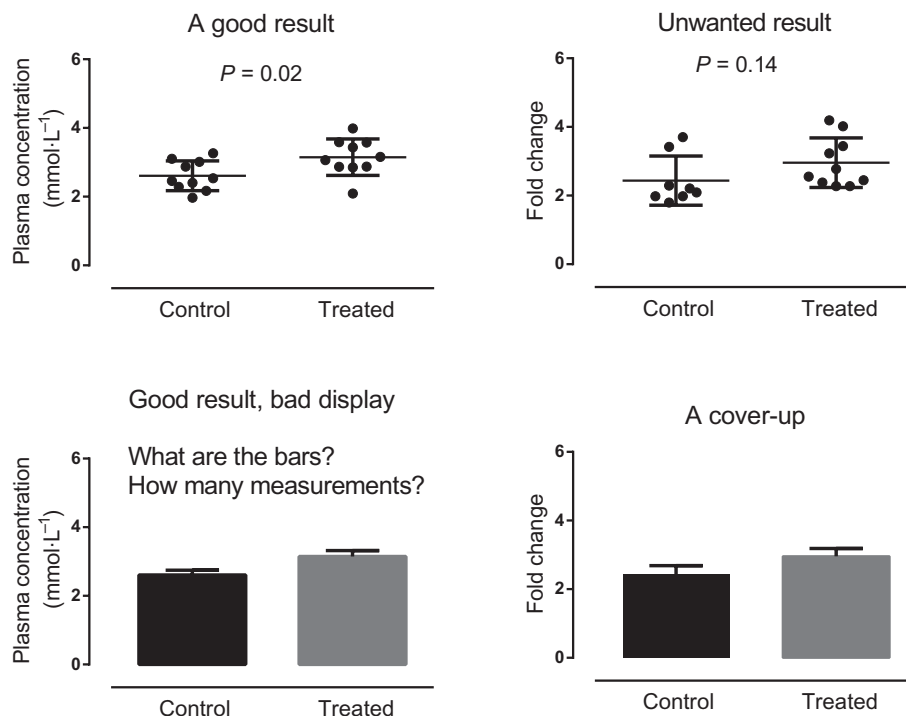 A good result
P = 0.02
Plasma concentration
(mmol·L⁻¹)
6
4
2
0
Control
Treated
Unwanted result
P = 0.14
Fold change
6
4
2
0
Control
Treated
Good result, bad display
What are the bars?
How many measurements?
Plasma concentration
(mmol·L⁻¹)
6
4
2
0
Control
Treated
A cover-up
Fold change
6
4
2
0
Control
Treated